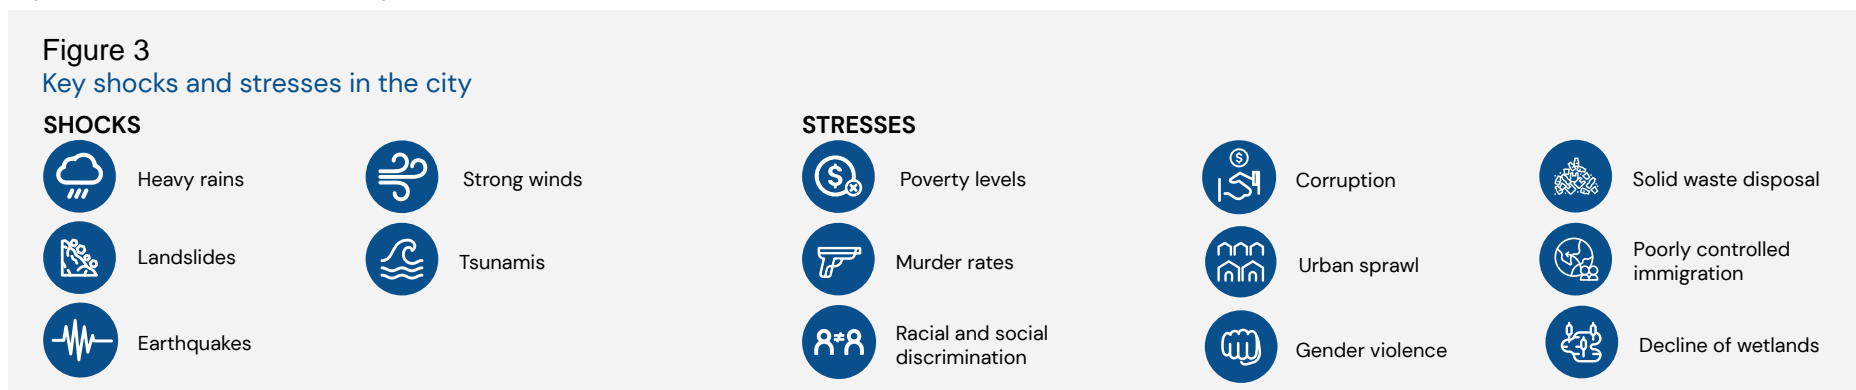 Figure 3
Key shocks and stresses in the city
SHOCKS
Heavy rains
Strong winds
Landslides
Tsunamis
Earthquakes
STRESSES
Poverty levels
Corruption
Solid waste disposal
Murder rates
Urban sprawl
Poorly controlled
immigration
Racial and social
discrimination
Gender violence
Decline of wetlands